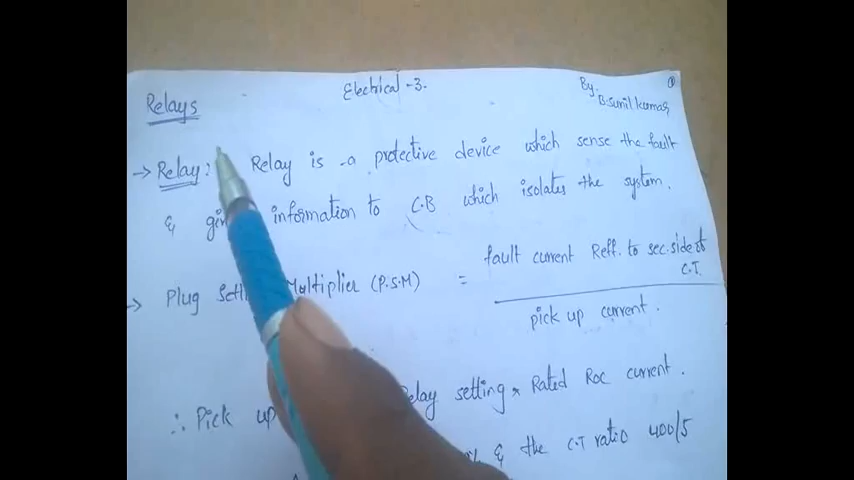 Electrical -3.
By.
B.Sunil kumar,
①
Relays
→ Relay: Relay is a protective device which sense the fault
& information to C.B which isolates the system.
→ Plug Multiplier (P.S.M) = fault current Reff. to sec.side of C.T.
pick up current.
∴ Pick up Relay setting × Rated current.
& the C.T ratio 400/5